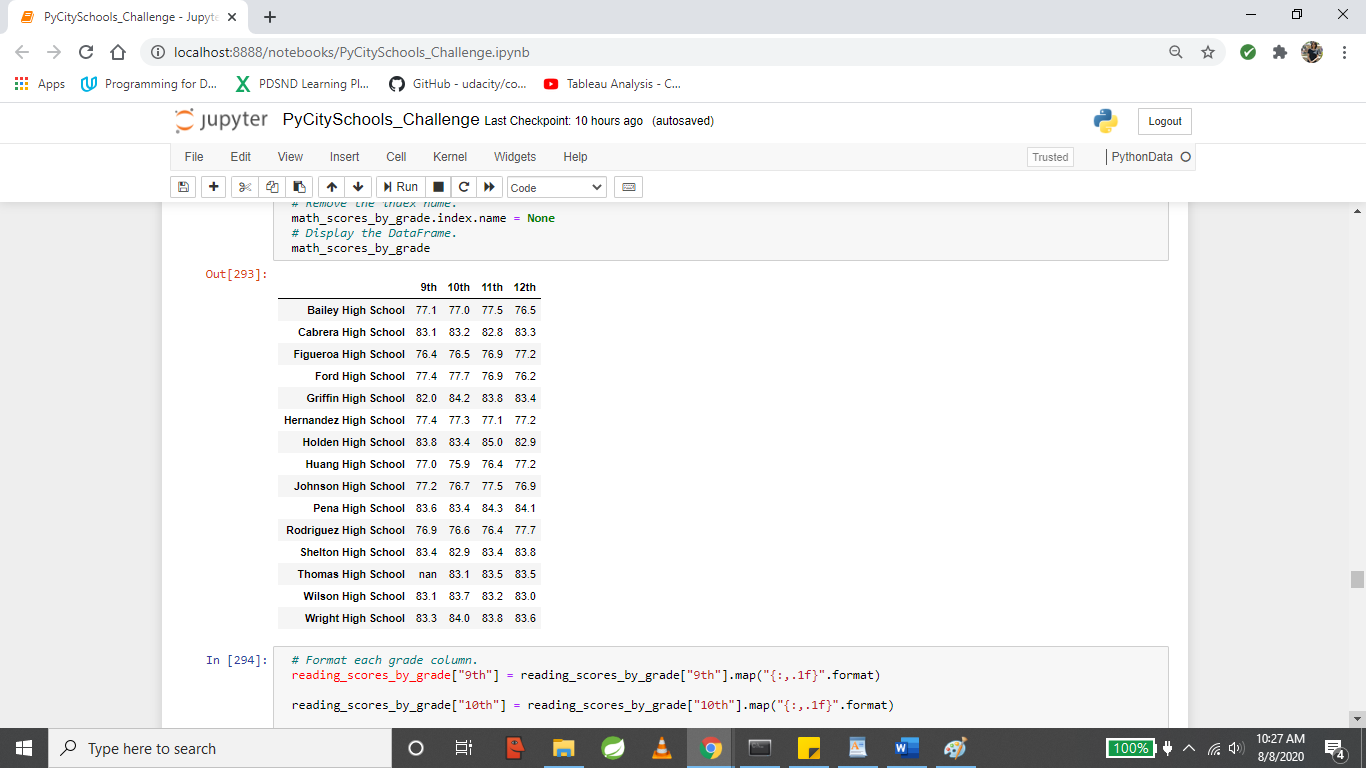 PyCitySchools_Challenge - Jupyte
localhost:8888/notebooks/PyCitySchools_Challenge.ipynb
Apps Programming for D... PDSND Learning Pl... GitHub - udacity/co... Tableau Analysis - C...
jupyter PyCitySchools_Challenge Last Checkpoint: 10 hours ago (autosaved) Logout
File Edit View Insert Cell Kernel Widgets Help Trusted PythonData
Run Code
# Remove the index name.
math_scores_by_grade.index.name = None
# Display the DataFrame.
math_scores_by_grade
Out[293]:
9th 10th 11th 12th
Bailey High School 77.1 77.0 77.5 76.5
Cabrera High School 83.1 83.2 82.8 83.3
Figueroa High School 76.4 76.5 76.9 77.2
Ford High School 77.4 77.7 76.9 76.2
Griffin High School 82.0 84.2 83.8 83.4
Hernandez High School 77.4 77.3 77.1 77.2
Holden High School 83.8 83.4 85.0 82.9
Huang High School 77.0 75.9 76.4 77.2
Johnson High School 77.2 76.7 77.5 76.9
Pena High School 83.6 83.4 84.3 84.1
Rodriguez High School 76.9 76.6 76.4 77.7
Shelton High School 83.4 82.9 83.4 83.8
Thomas High School nan 83.1 83.5 83.5
Wilson High School 83.1 83.7 83.2 83.0
Wright High School 83.3 84.0 83.8 83.6
In [294]: # Format each grade column.
reading_scores_by_grade["9th"] = reading_scores_by_grade["9th"].map("{:,.1f}".format)
reading_scores_by_grade["10th"] = reading_scores_by_grade["10th"].map("{:,.1f}".format)
Type here to search 100% 10:27 AM
8/8/2020 4